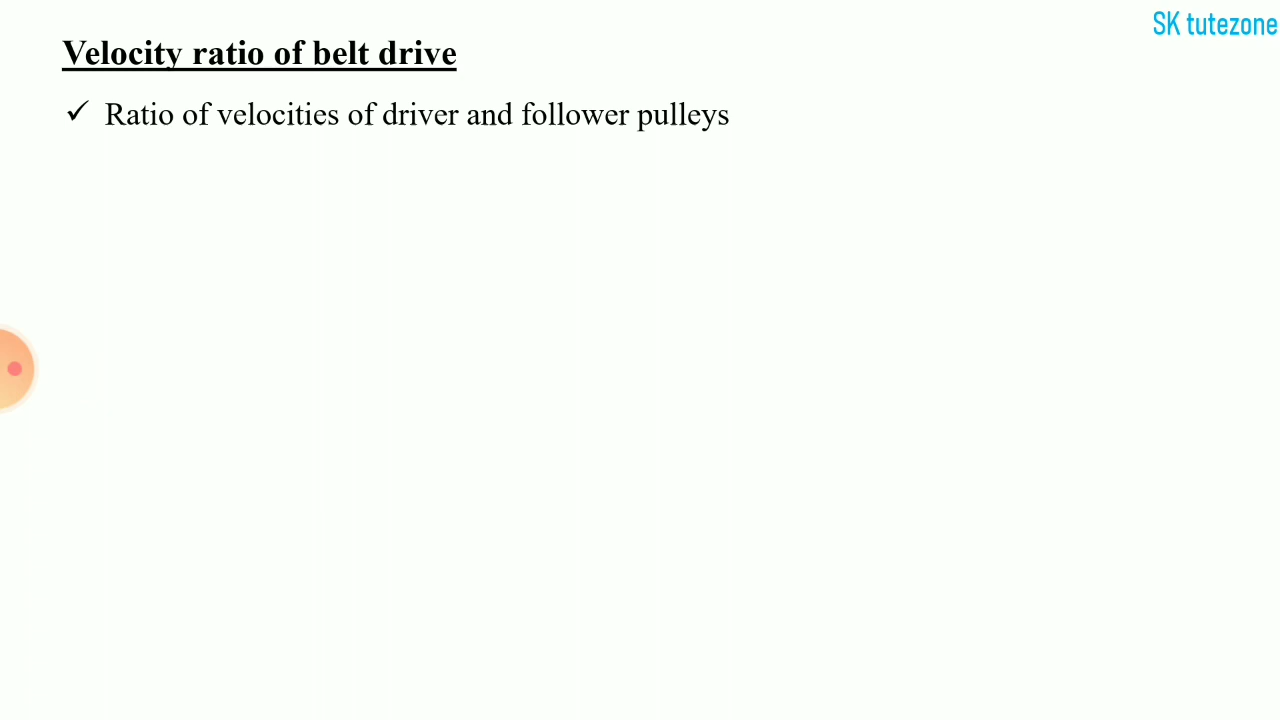 SK tutezone
Velocity ratio of belt drive
✓ Ratio of velocities of driver and follower pulleys